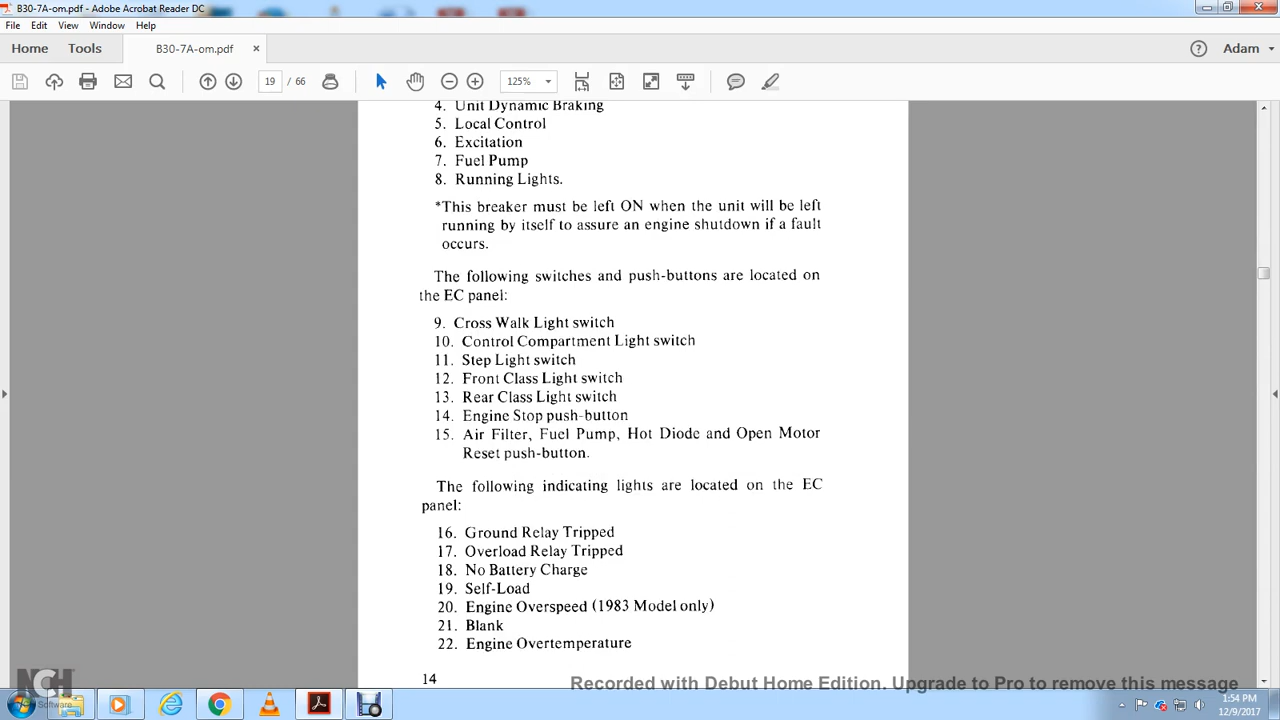 B30-7A-om.pdf - Adobe Acrobat Reader DC
File Edit View Window Help
Home Tools B30-7A-om.pdf × ? Adam
19 / 66 125%
4. Unit Dynamic Braking
5. Local Control
6. Excitation
7. Fuel Pump
8. Running Lights.
*This breaker must be left ON when the unit will be left
running by itself to assure an engine shutdown if a fault
occurs.
The following switches and push-buttons are located on
the EC panel:
9. Cross Walk Light switch
10. Control Compartment Light switch
11. Step Light switch
12. Front Class Light switch
13. Rear Class Light switch
14. Engine Stop push-button
15. Air Filter, Fuel Pump, Hot Diode and Open Motor
Reset push-button.
The following indicating lights are located on the EC
panel:
16. Ground Relay Tripped
17. Overload Relay Tripped
18. No Battery Charge
19. Self-Load
20. Engine Overspeed (1983 Model only)
21. Blank
22. Engine Overtemperature
14
NCH
Software
Recorded with Debut Home Edition. Upgrade to Pro to remove this message
1:54 PM
12/9/2017